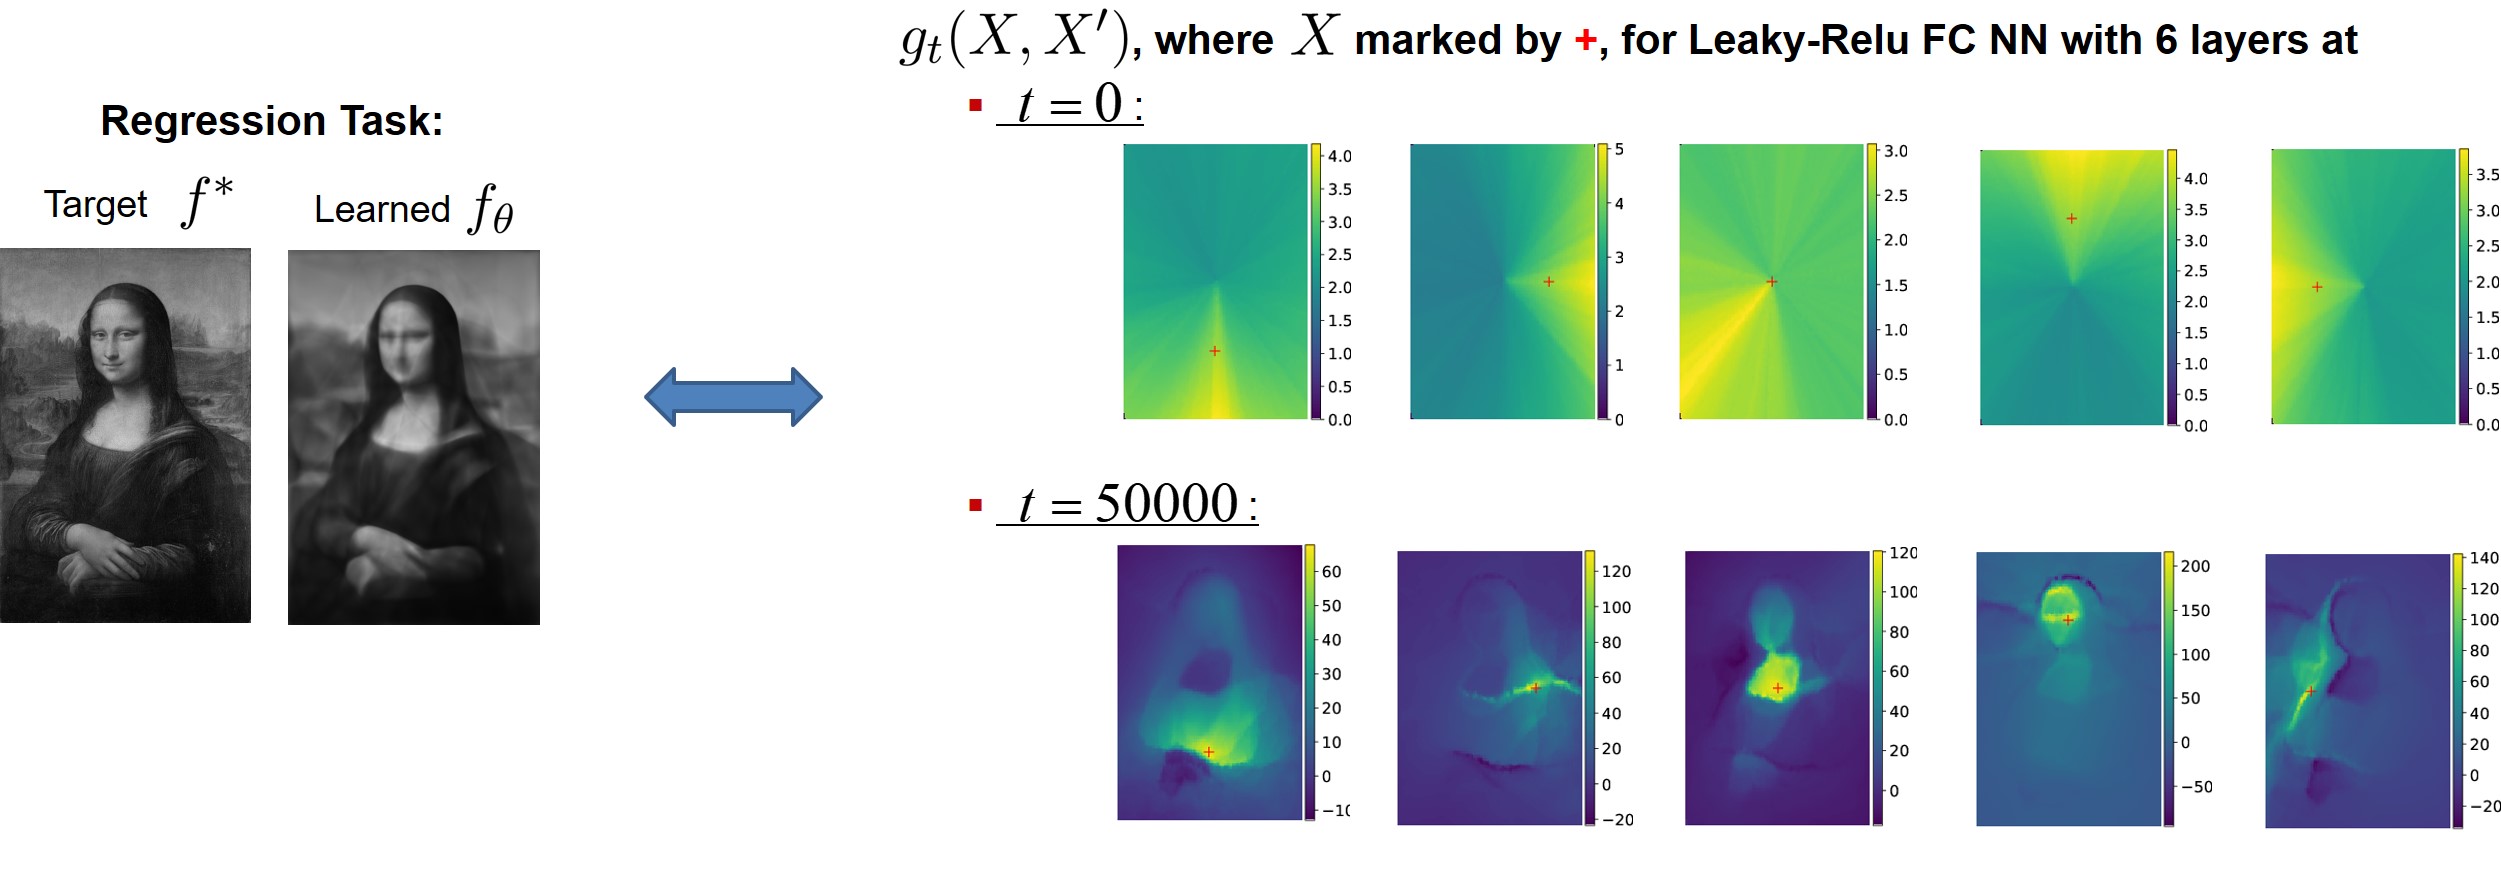 g_t(X, X′), where X marked by +, for Leaky-Relu FC NN with 6 layers at
▪ t = 0 :
Regression Task:
Target f* Learned f_θ
4.0 3.5 3.0 2.5 2.0 1.5 1.0 0.5 0.0
5 4 3 2 1 0
3.0 2.5 2.0 1.5 1.0 0.5 0.0
4.0 3.5 3.0 2.5 2.0 1.5 1.0 0.5 0.0
3.5 3.0 2.5 2.0 1.5 1.0 0.5 0.0
▪ t = 50000 :
60 50 40 30 20 10 0 −10
120 100 80 60 40 20 0 −20
120 100 80 60 40 20 0
200 150 100 50 0 −50
140 120 100 80 60 40 20 0 −20